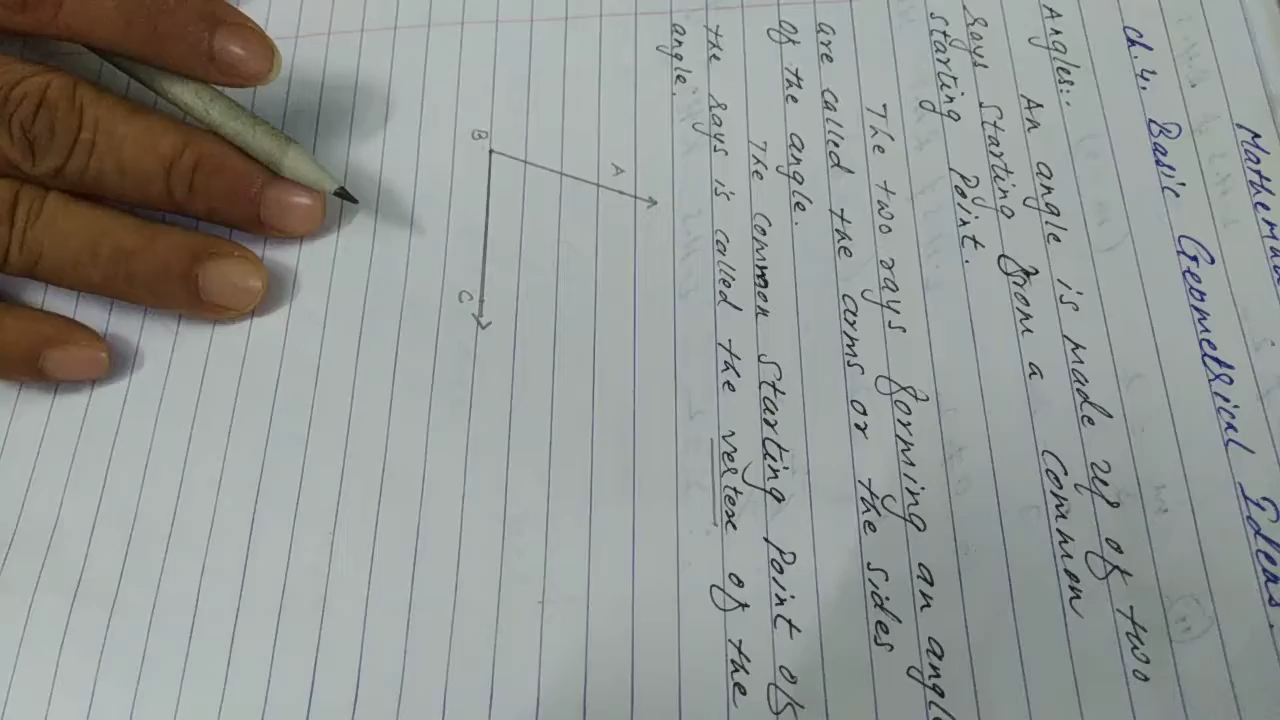 Ch.4. Basic Geometrical Ideas.
Angles:. An angle is made up of two
rays starting from a common
starting Point.
The two rays forming an angle
are called the arms or the sides
of the angle.
The common starting Point of
the rays is called the vertex of the
angle.
A
B
C